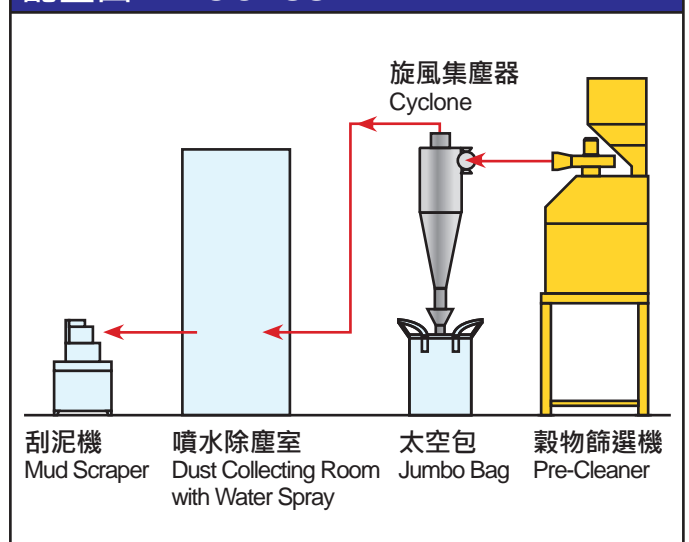 旋風集塵器
Cyclone
刮泥機
Mud Scraper
噴水除塵室
Dust Collecting Room
with Water Spray
太空包
Jumbo Bag
穀物篩選機
Pre-Cleaner